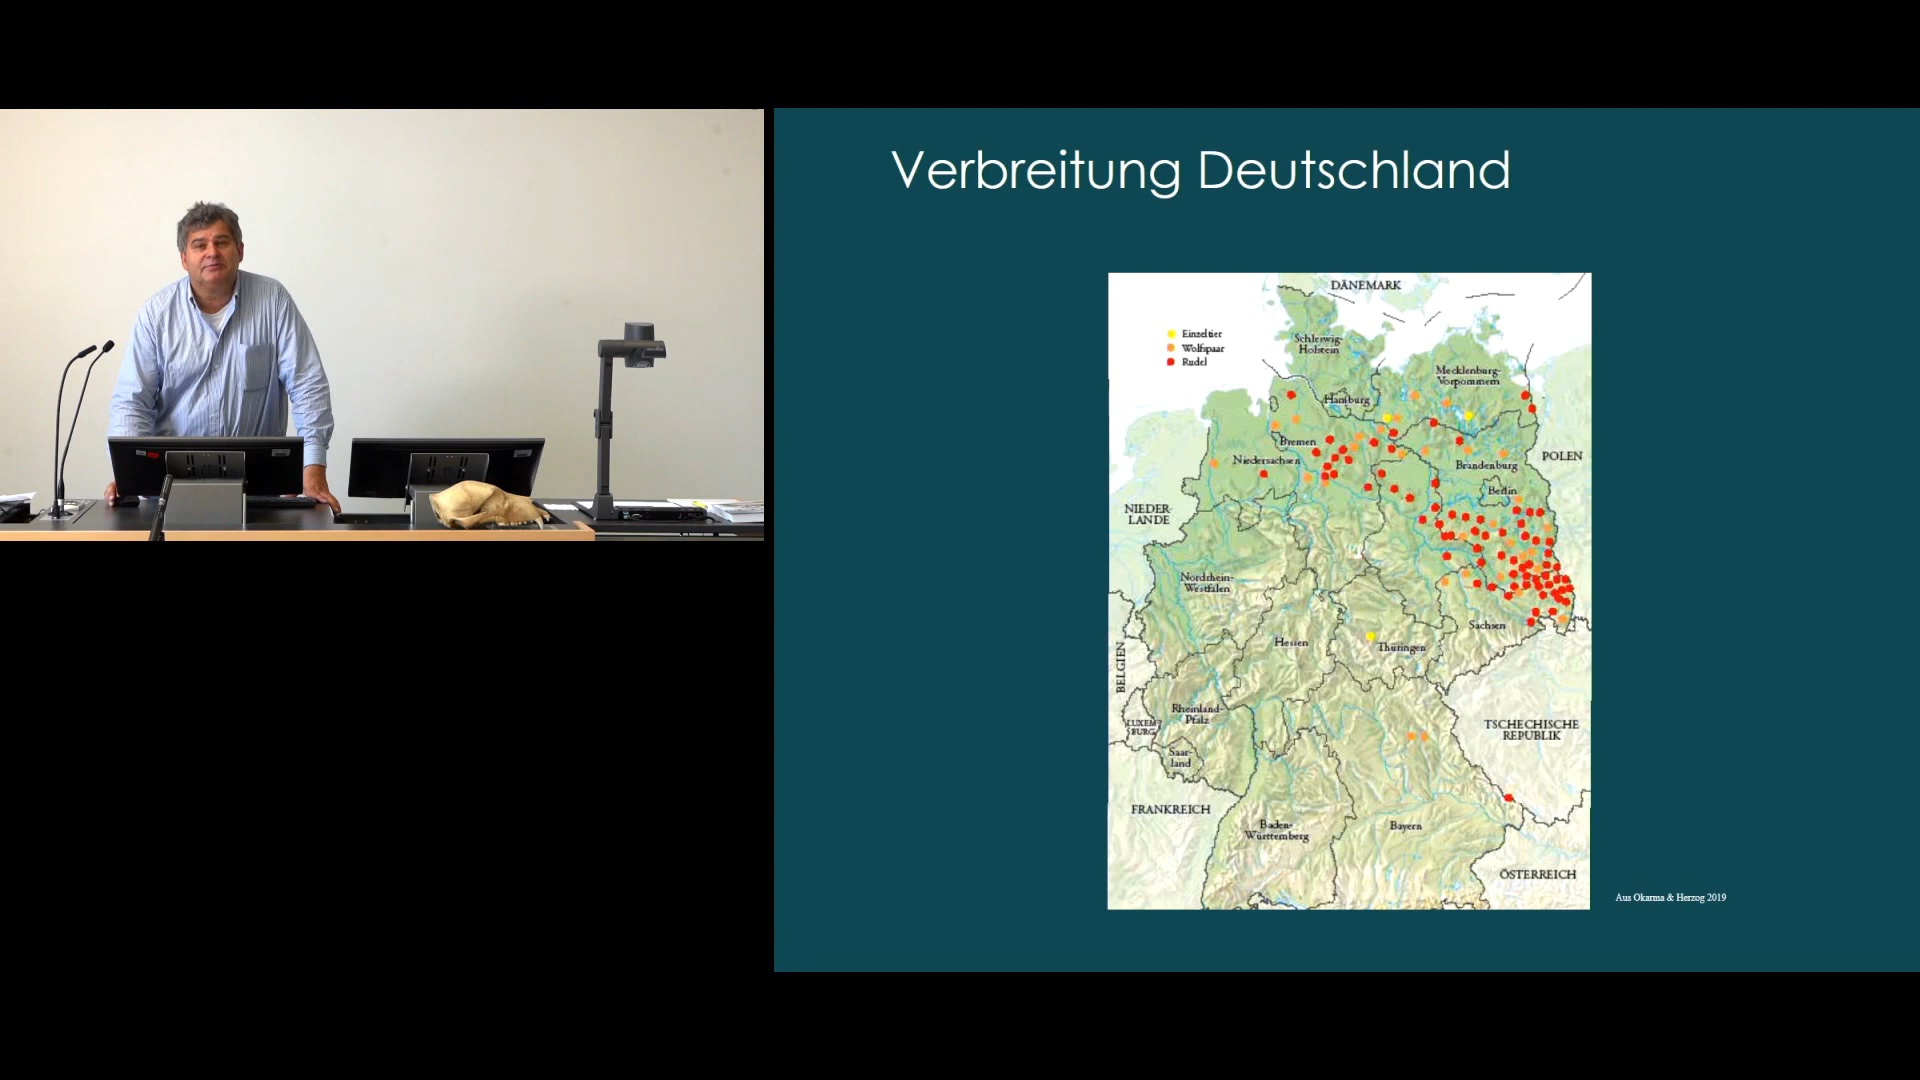 Verbreitung Deutschland
DÄNEMARK
Einzeltier
Wolfspaar
Rudel
Schleswig-
Holstein
Mecklenburg-
Vorpommern
Hamburg
Bremen
Niedersachsen
Brandenburg
POLEN
Berlin
NIEDER-
LANDE
Nordrhein-
Westfalen
Sachsen
Hessen
Thüringen
BELGIEN
Rheinland-
Pfalz
LUXEM-
BURG
TSCHECHISCHE
REPUBLIK
Saar-
land
FRANKREICH
Baden-
Württemberg
Bayern
ÖSTERREICH
Aus Okarma & Herzog 2019